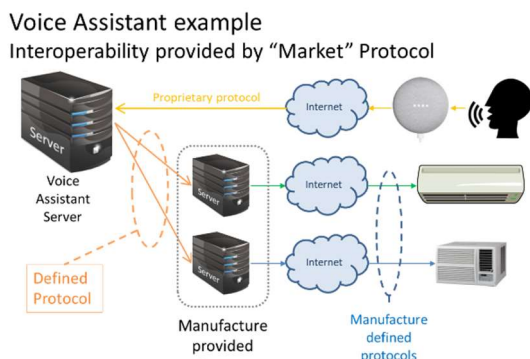 Voice Assistant example
Interoperability provided by “Market” Protocol
Proprietary protocol
Internet
Server
Voice
Assistant
Server
Server
Internet
Server
Internet
Defined
Protocol
Manufacture
provided
Manufacture
defined
protocols